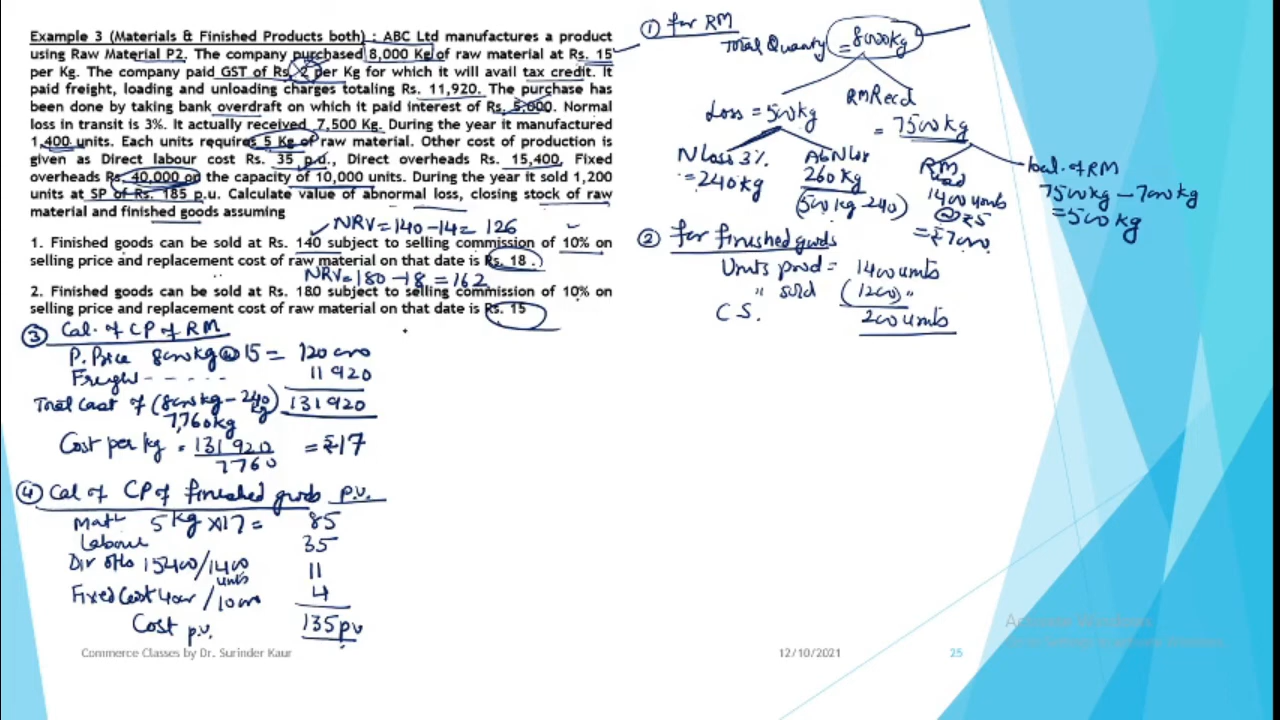 Example 3 (Materials & Finished Products both) : ABC Ltd manufactures a product
using Raw Material P2. The company purchased 8,000 Kg of raw material at Rs. 15
per Kg. The company paid GST of Rs. 2 per Kg for which it will avail tax credit. It
paid freight, loading and unloading charges totaling Rs. 11,920. The purchase has
been done by taking bank overdraft on which it paid interest of Rs. 5,000. Normal
loss in transit is 3%. It actually received 7,500 Kg. During the year it manufactured
1,400 units. Each units requires 5 Kg of raw material. Other cost of production is
given as Direct labour cost Rs. 35 p.u., Direct overheads Rs. 15,400, Fixed
overheads Rs. 40,000 on the capacity of 10,000 units. During the year it sold 1,200
units at SP of Rs. 185 p.u. Calculate value of abnormal loss, closing stock of raw
material and finished goods assuming
NRV = 140 - 14 = 126
1. Finished goods can be sold at Rs. 140 subject to selling commission of 10% on
selling price and replacement cost of raw material on that date is Rs. 18 .
NRV = 180 - 18 = 162
2. Finished goods can be sold at Rs. 180 subject to selling commission of 10% on
selling price and replacement cost of raw material on that date is Rs. 15
③ Cal. of CP of RM
P. Price 8000 kg @ 15 = 120000
Freight - - - - - - 11920
Total Cost of (8000 kg - 240 kg) 131920
7,760 kg
Cost per kg = 131920 / 7760 = ₹17
④ Cal of CP of finished goods p.u.
Matl 5 kg × 17 = 85
Labour 35
Dir 15400/1400 units 11
Fixed Cost /10000 4
Cost p.u. 135 pu
① for RM
Total Quantity = 8000 kg
Loss = 500 kg
RM Recd = 7500 kg
N Loss 3% = 240 kg
AbN Loss 260 kg
(500 kg - 240)
RM used
1400 units
@ ₹5
= ₹7000
bal. of RM
7500 kg - 7000 kg
= 500 kg
② for finished goods
Units prod = 1400 units
" sold (1200) "
C.S. 200 units
Commerce Classes by Dr. Surinder Kaur
12/10/2021
25
Activate Windows